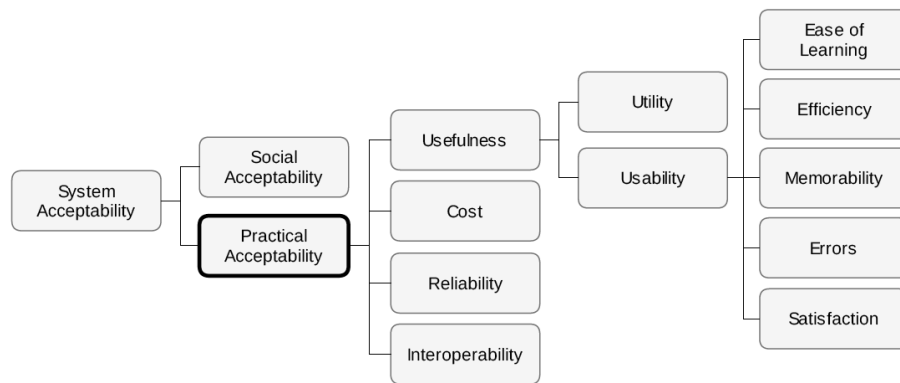 System
Acceptability
Social
Acceptability
Practical
Acceptability
Usefulness
Cost
Reliability
Interoperability
Utility
Usability
Ease of
Learning
Efficiency
Memorability
Errors
Satisfaction